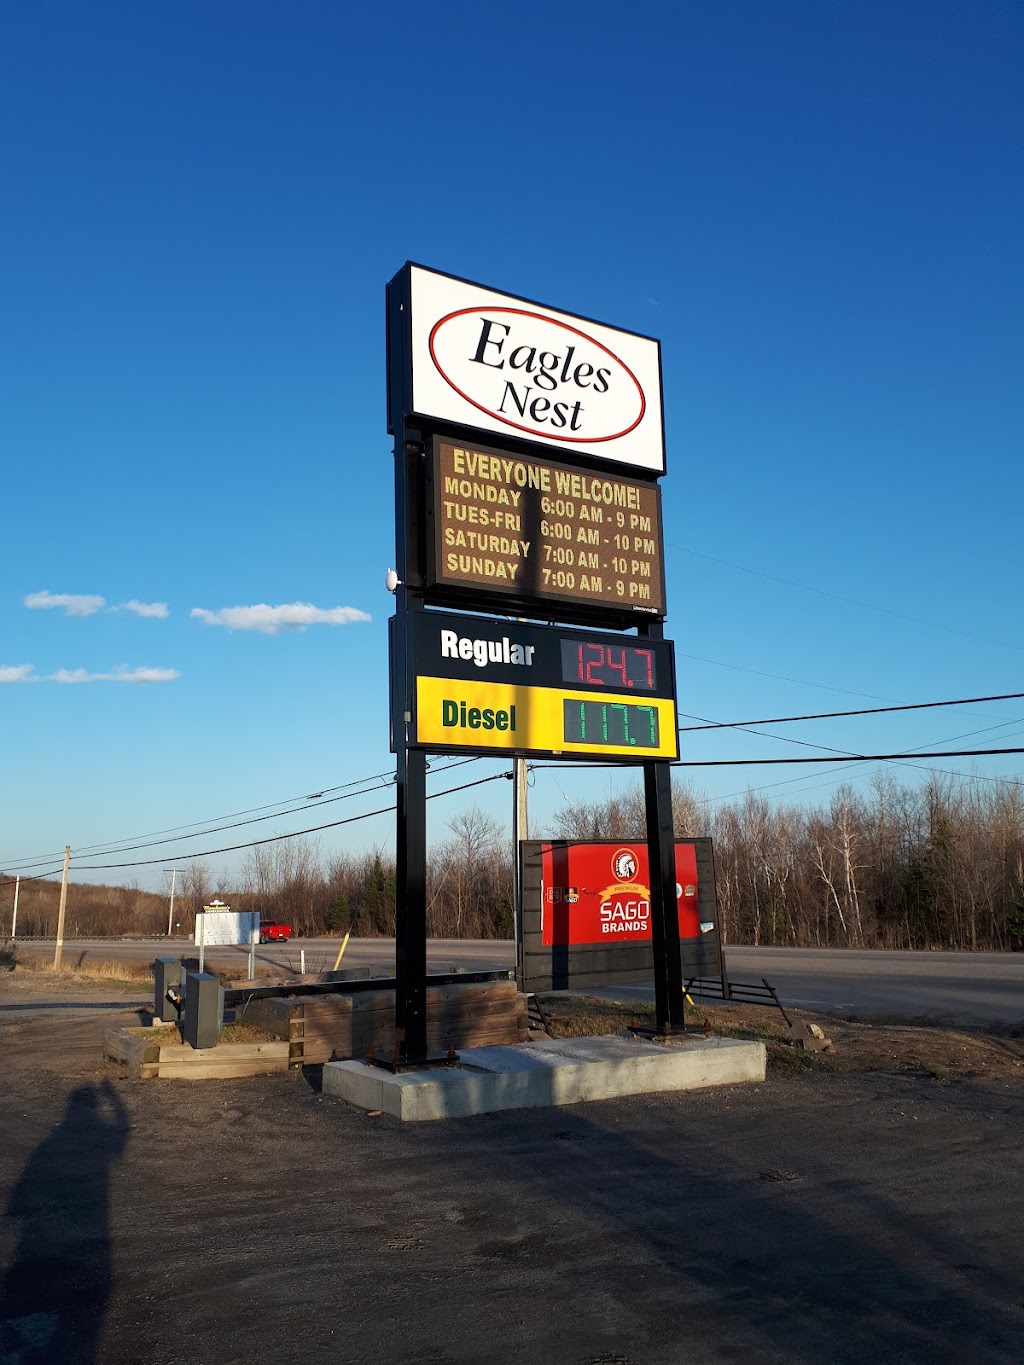 Eagles
Nest
EVERYONE WELCOME!
MONDAY 6:00 AM - 9 PM
TUES-FRI 6:00 AM - 10 PM
SATURDAY 7:00 AM - 10 PM
SUNDAY 7:00 AM - 9 PM
Regular 124.7
Diesel 117.7
PREMIUM
SAGO
BRANDS